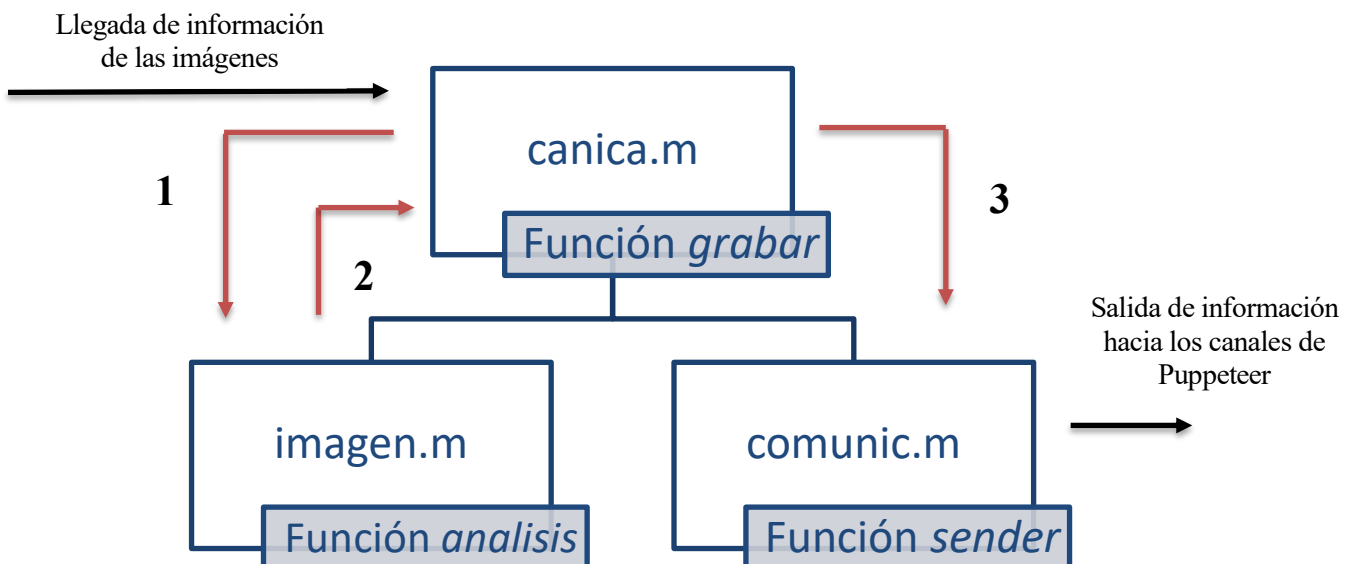 Llegada de información
de las imágenes
canica.m
Función grabar
1
2
3
imagen.m
Función analisis
comunic.m
Función sender
Salida de información
hacia los canales de
Puppeteer